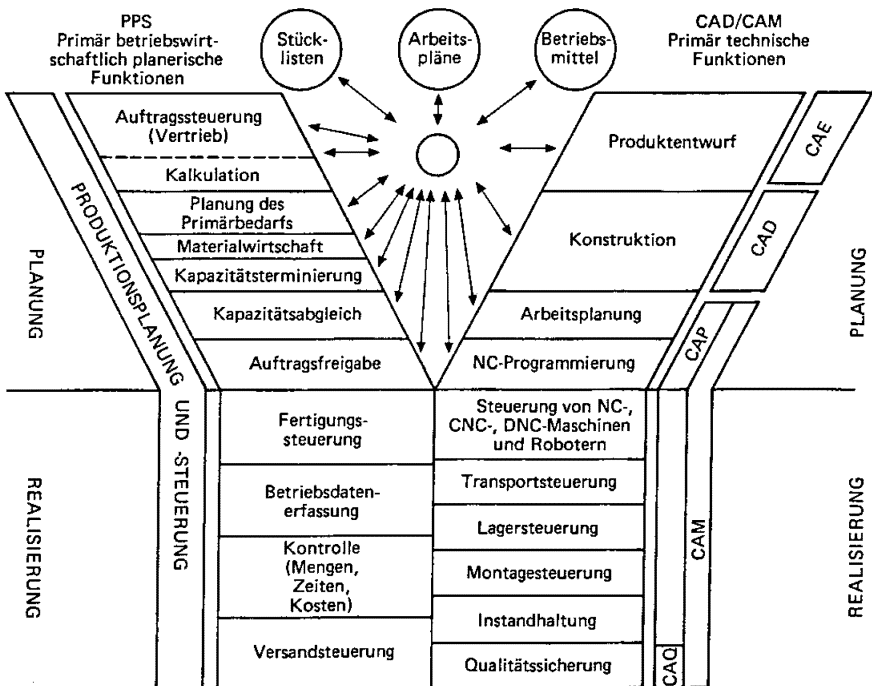 PPS
Primär betriebswirt-
schaftlich planerische
Funktionen
Stück-
listen
Arbeits-
pläne
Betriebs-
mittel
CAD/CAM
Primär technische
Funktionen
PLANUNG
REALISIERUNG
PRODUKTIONSPLANUNG UND -STEUERUNG
Auftragssteuerung
(Vertrieb)
Kalkulation
Planung des
Primärbedarfs
Materialwirtschaft
Kapazitätsterminierung
Kapazitätsabgleich
Auftragsfreigabe
Fertigungs-
steuerung
Betriebsdaten-
erfassung
Kontrolle
(Mengen,
Zeiten,
Kosten)
Versandsteuerung
Produktentwurf
Konstruktion
Arbeitsplanung
NC-Programmierung
Steuerung von NC-,
CNC-, DNC-Maschinen
und Robotern
Transportsteuerung
Lagersteuerung
Montagesteuerung
Instandhaltung
Qualitätssicherung
CAE
CAD
CAP
CAM
CAQ
PLANUNG
REALISIERUNG